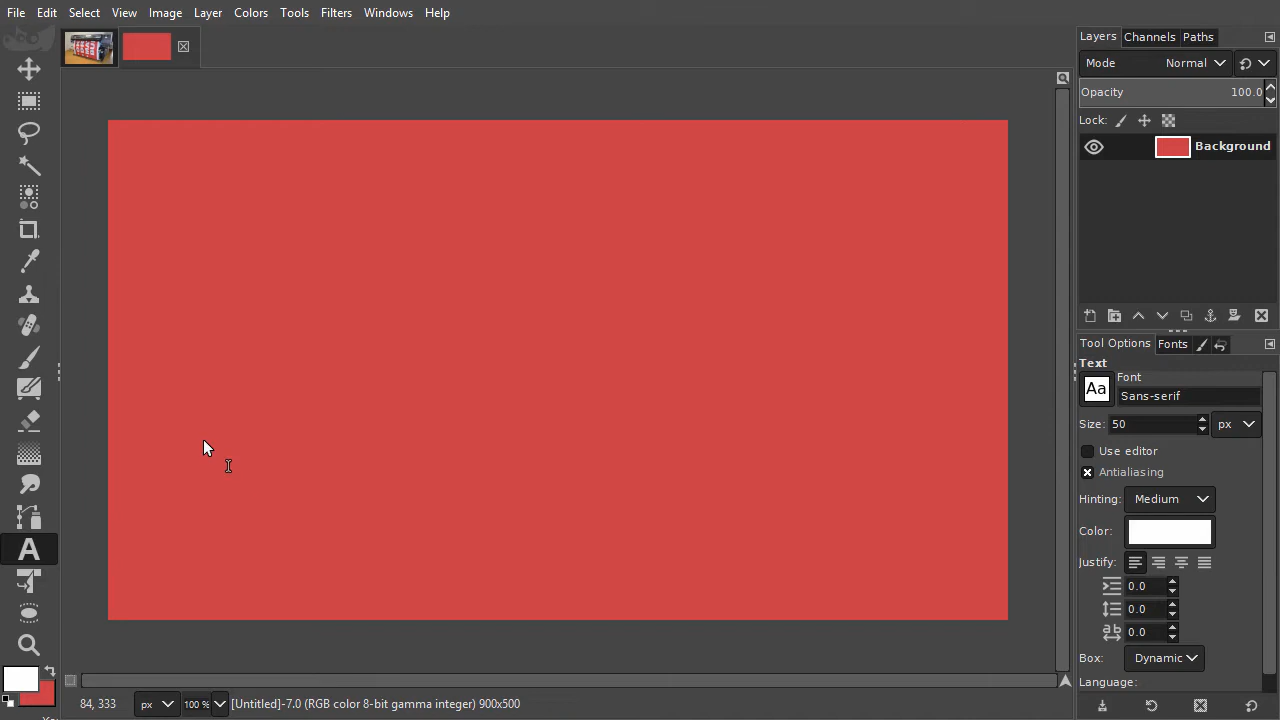 File Edit Select View Image Layer Colors Tools Filters Windows Help
Layers Channels Paths
Mode Normal
Opacity 100.0
Lock:
Background
Tool Options Fonts
Text
Aa
Font
Sans-serif
Size: 50 px
Use editor
Antialiasing
Hinting: Medium
Color:
Justify:
0.0
0.0
0.0
Box: Dynamic
Language:
A
84, 333 px 100 % [Untitled]-7.0 (RGB color 8-bit gamma integer) 900x500